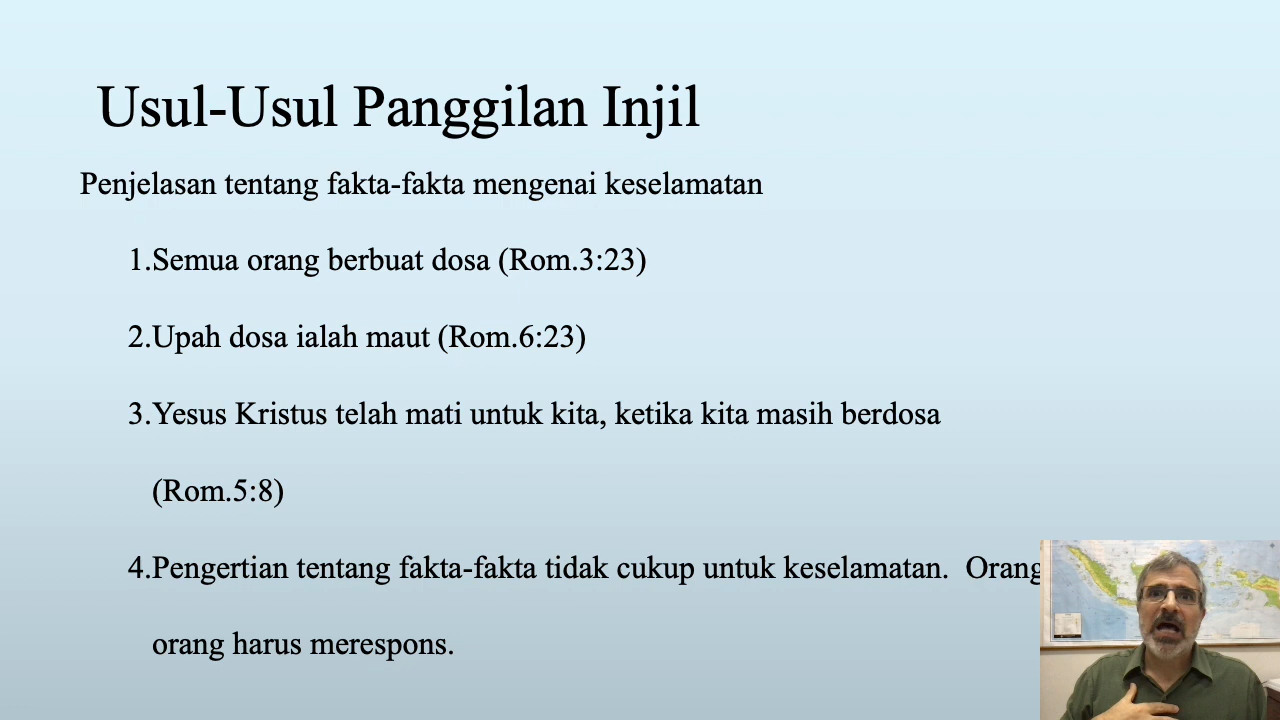 Usul-Usul Panggilan Injil
Penjelasan tentang fakta-fakta mengenai keselamatan
1.Semua orang berbuat dosa (Rom.3:23)
2.Upah dosa ialah maut (Rom.6:23)
3.Yesus Kristus telah mati untuk kita, ketika kita masih berdosa
(Rom.5:8)
4.Pengertian tentang fakta-fakta tidak cukup untuk keselamatan.  Orang
orang harus merespons.